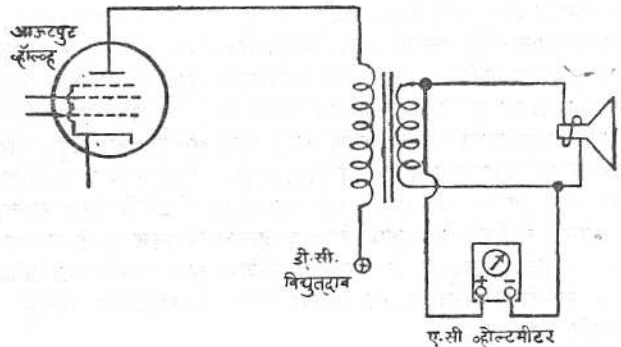 आऊटपुट
व्हॉल्व्ह
डी.सी.
विद्युतदाब
+ -
ए.सी व्होल्टमीटर